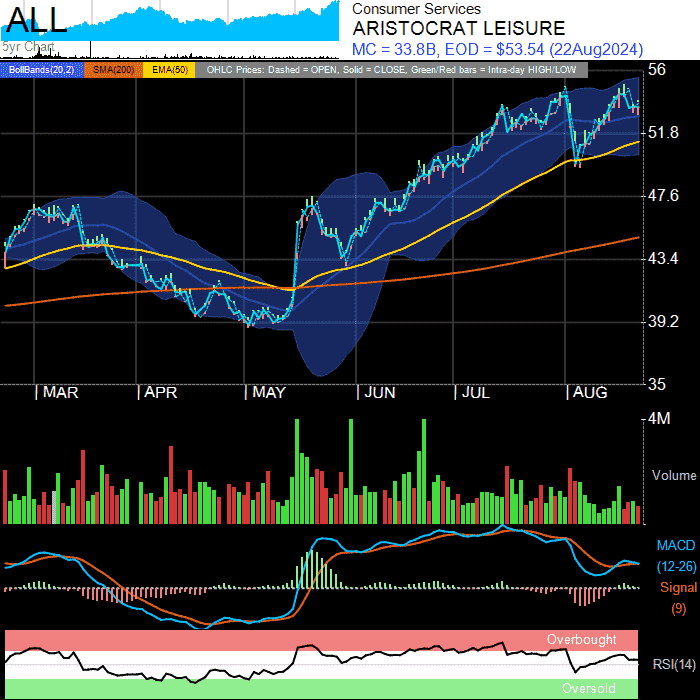 ALL
5yr Chart
Consumer Services
ARISTOCRAT LEISURE
MC = 33.8B, EOD = $53.54 (22Aug2024)
BollBands(20,2) SMA(200) EMA(50) OHLC Prices: Dashed = OPEN, Solid = CLOSE, Green/Red bars = Intra-day HIGH/LOW
56
51.8
47.6
43.4
39.2
35
MAR APR MAY JUN JUL AUG
4M
Volume
MACD
(12-26)
Signal
(9)
Overbought
RSI(14)
Oversold